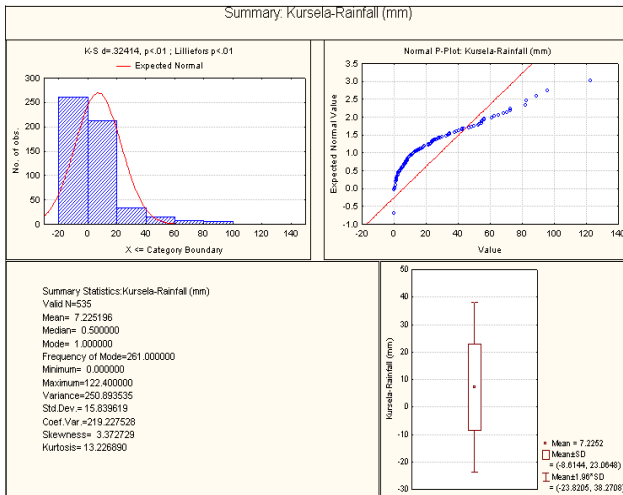 Summary: Kursela-Rainfall (mm)
K-S d=.32414, p<.01 ; Lilliefors p<.01
Expected Normal
No. of obs.
300
250
200
150
100
50
0
-20 0 20 40 60 80 100 120 140
X <= Category Boundary
Normal P-Plot: Kursela-Rainfall (mm)
Expected Normal Value
3.5
3.0
2.5
2.0
1.5
1.0
0.5
0.0
-0.5
-1.0
-20 0 20 40 60 80 100 120 140
Value
Summary Statistics:Kursela-Rainfall (mm)
Valid N=535
Mean= 7.225196
Median= 0.500000
Mode= 1.000000
Frequency of Mode=261.000000
Minimum= 0.000000
Maximum=122.400000
Variance=250.893535
Std.Dev.= 15.839619
Coef.Var.=219.227528
Skewness= 3.372729
Kurtosis= 13.226890
Kursela-Rainfall (mm)
50
40
30
20
10
0
-10
-20
-30
Mean = 7.2252
Mean±SD
= (-8.6144, 23.0648)
Mean±1.96*SD
= (-23.8205, 38.2708)